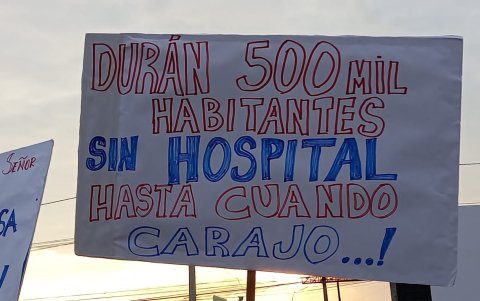 DURÁN 500 MIL
HABITANTES
SIN HOSPITAL
HASTA CUANDO
CARAJO...!
SEÑOR